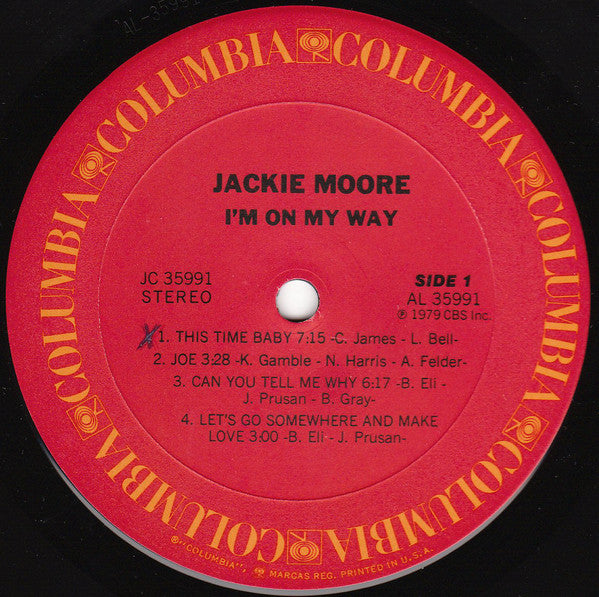 AL-35991
COLUMBIA COLUMBIA COLUMBIA COLUMBIA COLUMBIA COLUMBIA COLUMBIA COLUMBIA
JACKIE MOORE
I'M ON MY WAY
JC 35991
STEREO
SIDE 1
AL 35991
℗ 1979 CBS Inc.
X1. THIS TIME BABY 7:15 -C. James - L. Bell-
2. JOE 3:28 -K. Gamble - N. Harris - A. Felder-
3. CAN YOU TELL ME WHY 6:17 -B. Eli -
J. Prusan - B. Gray-
4. LET'S GO SOMEWHERE AND MAKE
LOVE 3:00 -B. Eli - J. Prusan-
®"COLUMBIA", MARCAS REG. PRINTED IN U.S.A.